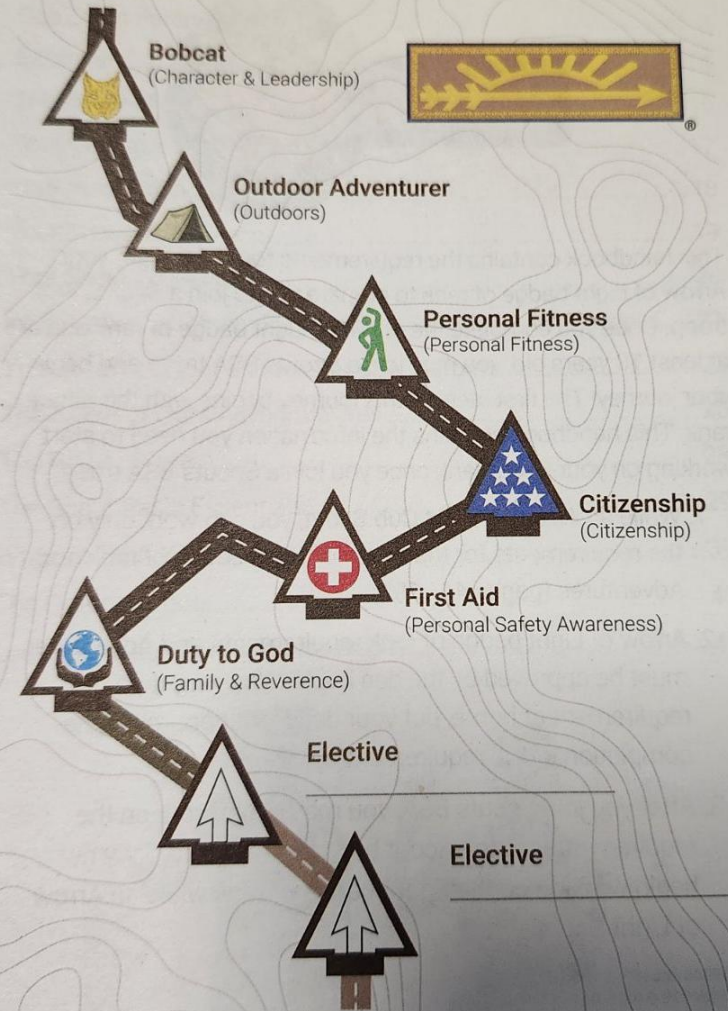 Bobcat
(Character & Leadership)
®
Outdoor Adventurer
(Outdoors)
Personal Fitness
(Personal Fitness)
Citizenship
(Citizenship)
First Aid
(Personal Safety Awareness)
Duty to God
(Family & Reverence)
Elective
Elective